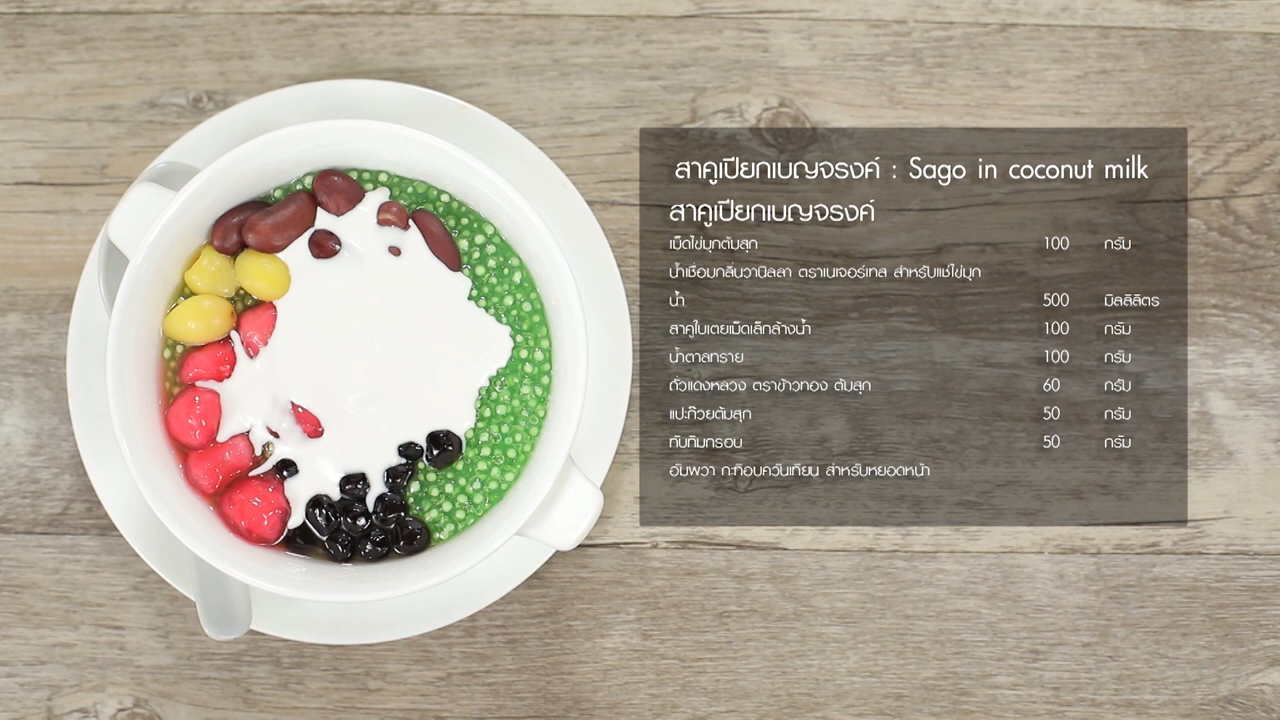 สาคูเปียกเบญจรงค์ : Sago in coconut milk
สาคูเปียกเบญจรงค์
เม็ดไข่มุกต้มสุก 100 กรัม
น้ำเชื่อมกลิ่นวานิลลา ตราเมเจอร์เทส สำหรับแช่ไข่มุก
น้ำ 500 มิลลิลิตร
สาคูใบเตยเม็ดเล็กล้างน้ำ 100 กรัม
น้ำตาลทราย 100 กรัม
ถั่วแดงหลวง ตราข้าวทอง ต้มสุก 60 กรัม
แปะก๊วยต้มสุก 50 กรัม
ทับทิมกรอบ 50 กรัม
อัมพวา กะทิอบควันเทียน สำหรับหยอดหน้า